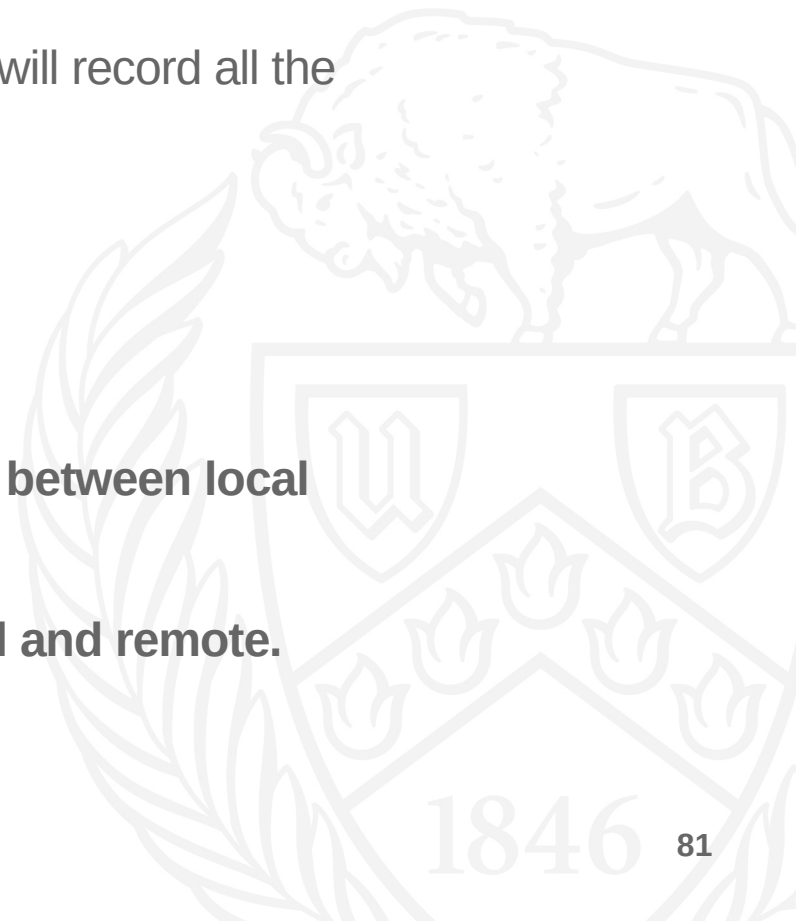 will record all the
U B
between local
l and remote.
1846
81